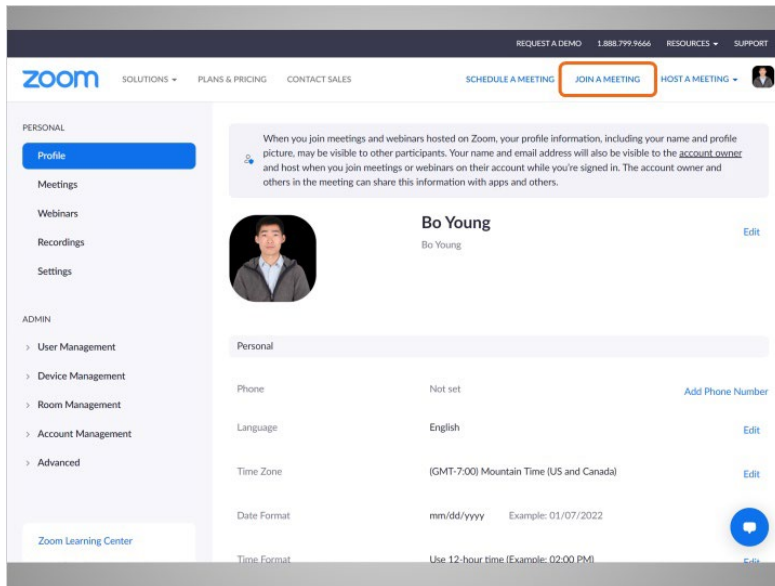 REQUEST A DEMO 1.888.799.9666 RESOURCES SUPPORT
zoom SOLUTIONS PLANS & PRICING CONTACT SALES SCHEDULE A MEETING JOIN A MEETING HOST A MEETING
PERSONAL
Profile
Meetings
Webinars
Recordings
Settings
ADMIN
User Management
Device Management
Room Management
Account Management
Advanced
Zoom Learning Center
When you join meetings and webinars hosted on Zoom, your profile information, including your name and profile
picture, may be visible to other participants. Your name and email address will also be visible to the account owner
and host when you join meetings or webinars on their account while you're signed in. The account owner and
others in the meeting can share this information with apps and others.
Bo Young
Edit
Bo Young
Personal
Phone Not set Add Phone Number
Language English Edit
Time Zone (GMT-7:00) Mountain Time (US and Canada) Edit
Date Format mm/dd/yyyy Example: 01/07/2022
Time Format Use 12-hour time (Example: 02:00 PM) Edit